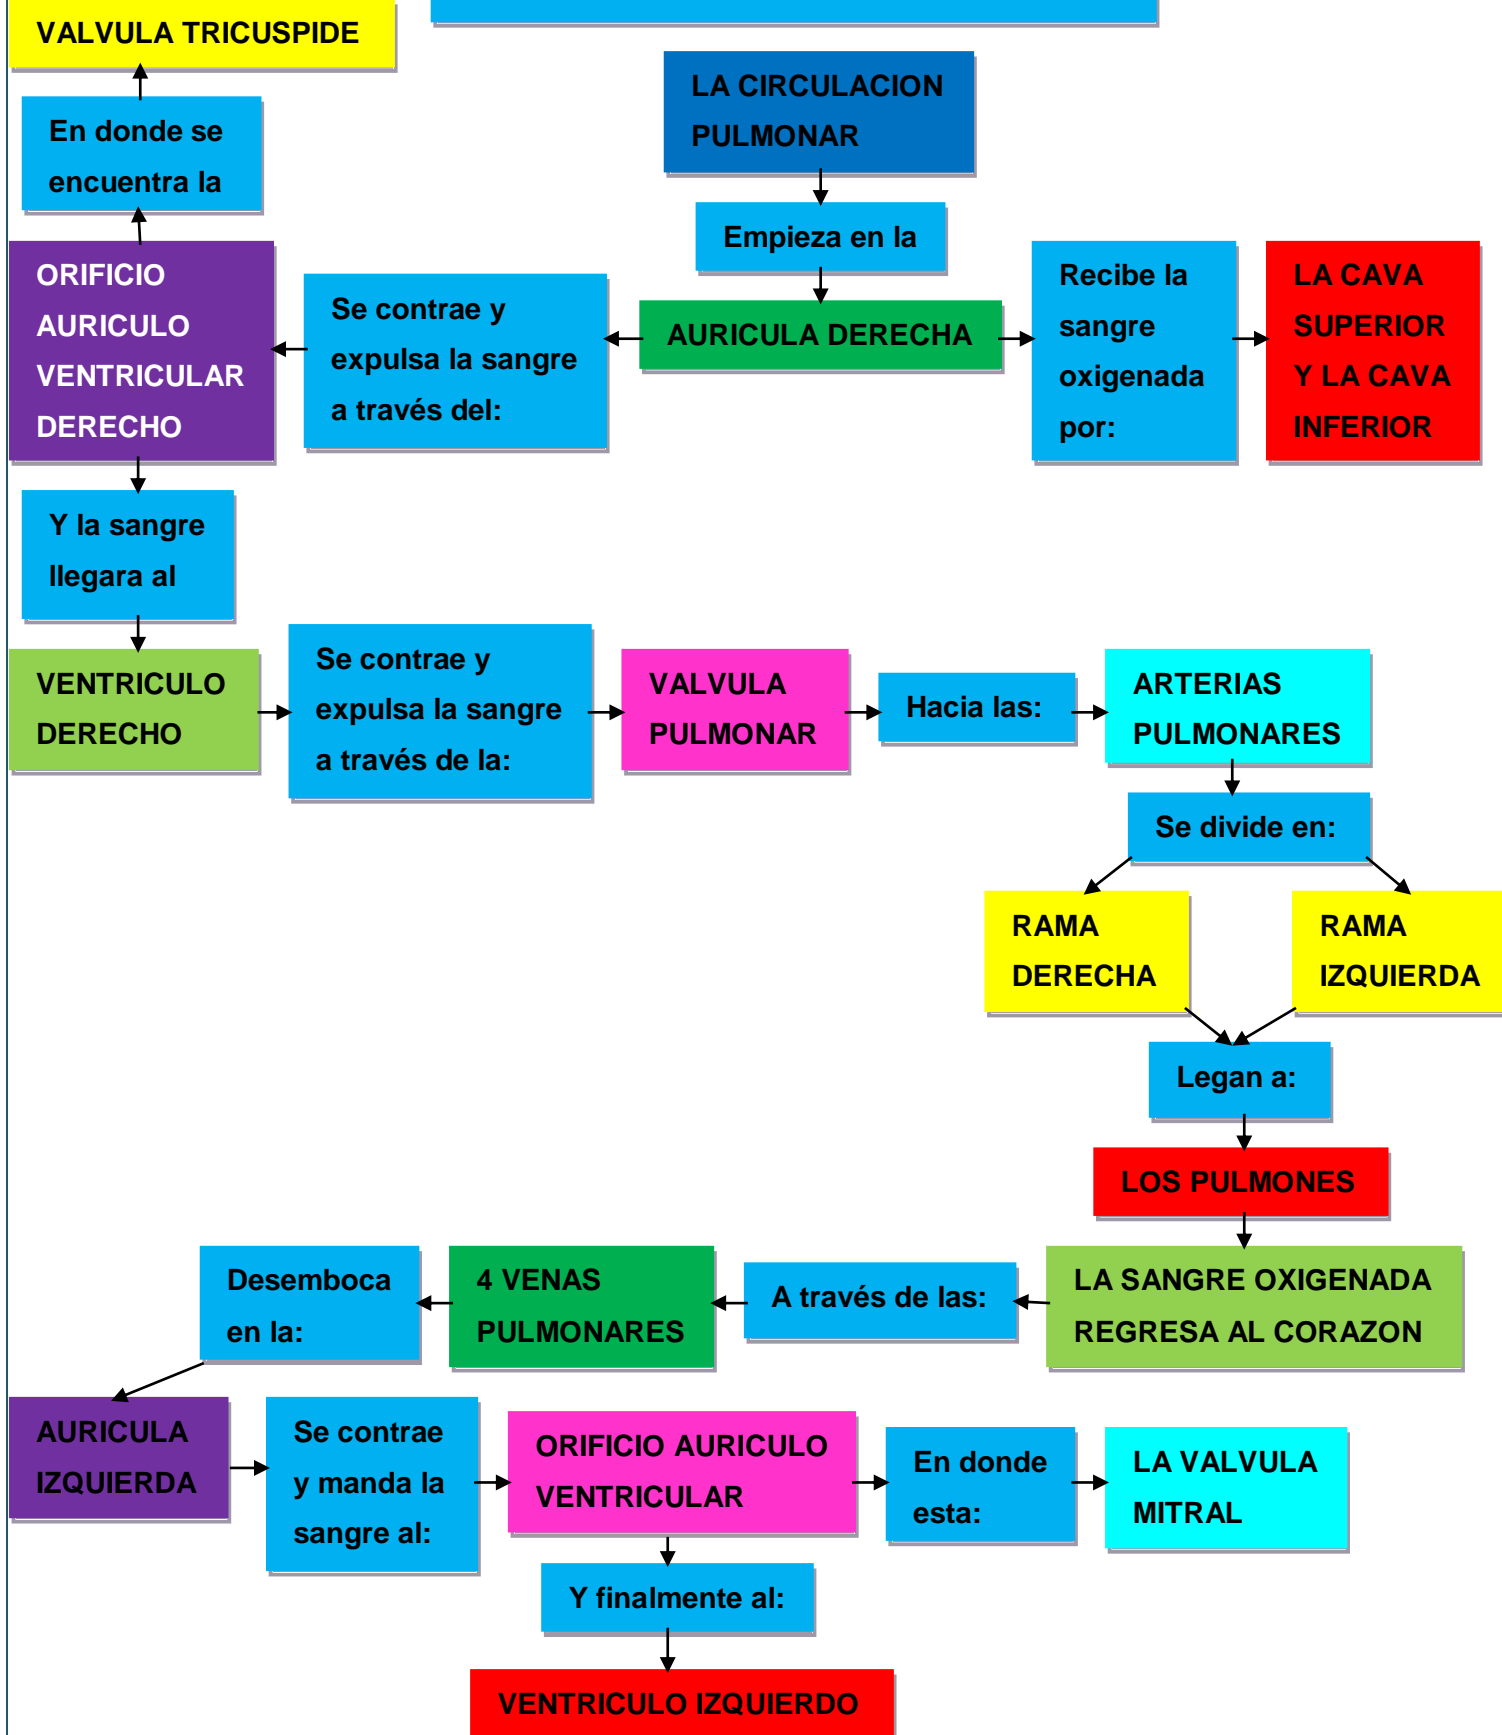 VALVULA TRICUSPIDE
En donde se
encuentra la
LA CIRCULACION
PULMONAR
Empieza en la
ORIFICIO
AURICULO
VENTRICULAR
DERECHO
Se contrae y
expulsa la sangre
a través del:
AURICULA DERECHA
Recibe la
sangre
oxigenada
por:
LA CAVA
SUPERIOR
Y LA CAVA
INFERIOR
Y la sangre
llegara al
VENTRICULO
DERECHO
Se contrae y
expulsa la sangre
a través de la:
VALVULA
PULMONAR
Hacia las:
ARTERIAS
PULMONARES
Se divide en:
RAMA
DERECHA
RAMA
IZQUIERDA
Legan a:
LOS PULMONES
LA SANGRE OXIGENADA
REGRESA AL CORAZON
A través de las:
4 VENAS
PULMONARES
Desemboca
en la:
AURICULA
IZQUIERDA
Se contrae
y manda la
sangre al:
ORIFICIO AURICULO
VENTRICULAR
En donde
esta:
LA VALVULA
MITRAL
Y finalmente al:
VENTRICULO IZQUIERDO